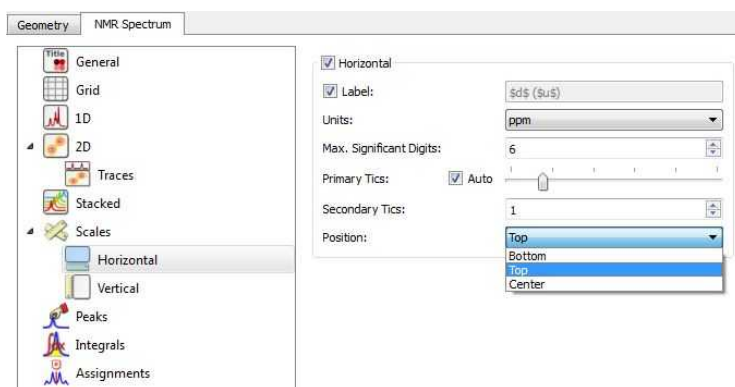 Geometry
NMR Spectrum
Title
General
Grid
1D
2D
Traces
Stacked
Scales
Horizontal
Vertical
Peaks
Integrals
Assignments
Horizontal
Label: $d$ ($u$)
Units: ppm
Max. Significant Digits: 6
Primary Tics: Auto
Secondary Tics: 1
Position: Top
Bottom
Top
Center